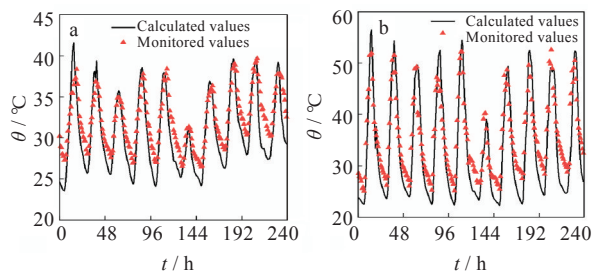 a
Calculated values
Monitored values
45
40
35
30
25
20
θ / °C
0 48 96 144 192 240
t / h
b
Calculated values
Monitored values
60
50
40
30
20
θ / °C
0 48 96 144 192 240
t / h